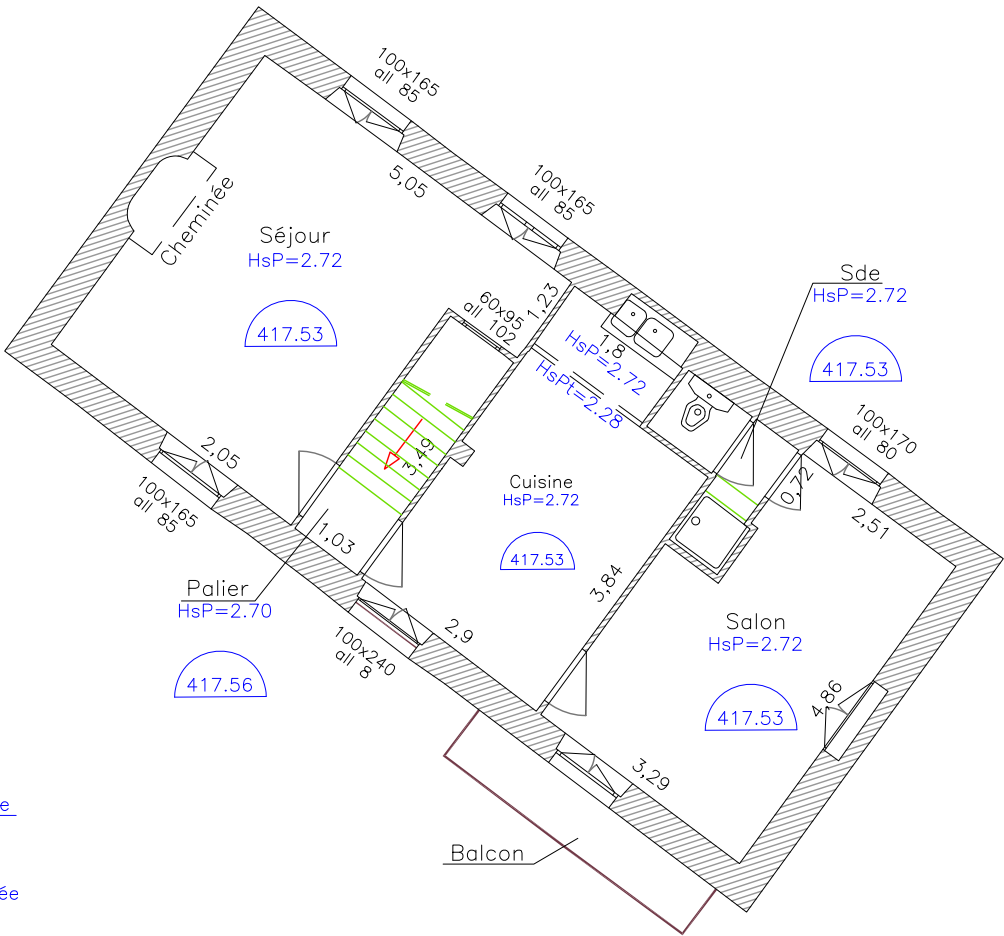 100x165
all 85
5,05
100x165
all 85
Cheminée
Séjour
HsP=2.72
417.53
60x95
all 102
1,23
1,8
HsP=2.72
HsPt=2.28
Sde
HsP=2.72
417.53
100x170
all 80
0,72
2,51
2,05
100x165
all 85
3,49
1,03
Cuisine
HsP=2.72
417.53
3,84
Palier
HsP=2.70
417.56
100x240
all 8
2,9
Salon
HsP=2.72
417.53
4,86
3,29
Balcon
e
ée